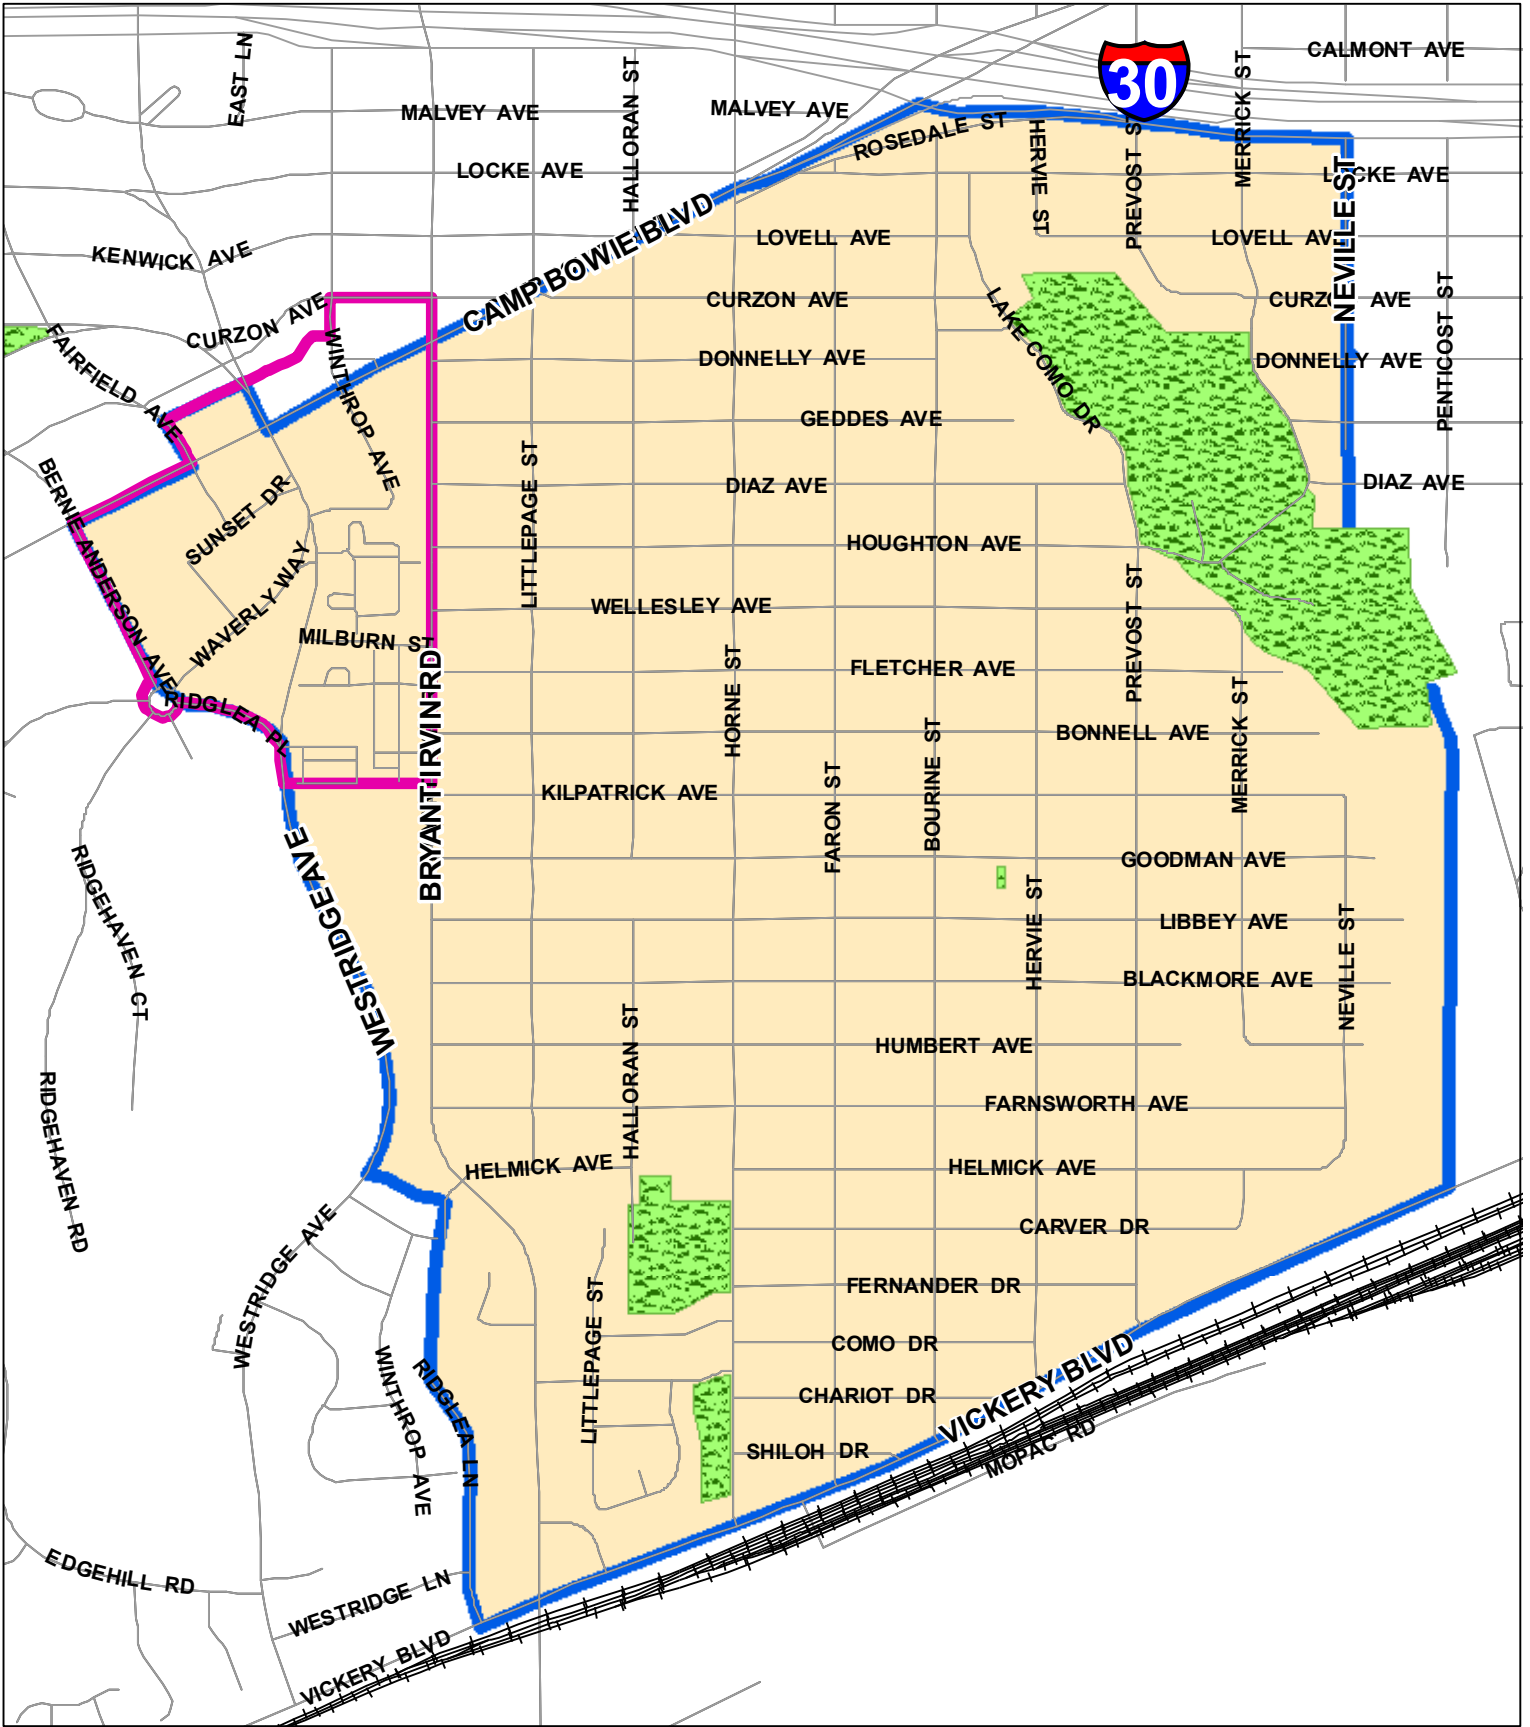 CALMONT AVE
EAST LN
MALVEY AVE
HALLORAN ST
MALVEY AVE
30
MERRICK ST
ROSEDALE ST
HERVIE ST
PREVOST ST
LOCKE AVE
LOCKE AVE
NEVILLE ST
KENWICK AVE
CAMP BOWIE BLVD
LOVELL AVE
LOVELL AVE
CURZON AVE
CURZON AVE
CURZON AVE
PENTICOST ST
FAIRFIELD AVE
WINTHROP AVE
LAKE COMO DR
DONNELLY AVE
DONNELLY AVE
GEDDES AVE
BERNIE ANDERSON AVE
SUNSET DR
LITTLEPAGE ST
DIAZ AVE
DIAZ AVE
HOUGHTON AVE
WAVERLY WAY
WELLESLEY AVE
PREVOST ST
MILBURN ST
BRYANT IRVIN RD
HORNE ST
FLETCHER AVE
MERRICK ST
RIDGLEA PL
BOURINE ST
BONNELL AVE
FARON ST
KILPATRICK AVE
WESTRIDGE AVE
RIDGEHAVEN CT
GOODMAN AVE
HERVIE ST
LIBBEY AVE
NEVILLE ST
BLACKMORE AVE
HALLORAN ST
HUMBERT AVE
RIDGEHAVEN RD
FARNSWORTH AVE
HELMICK AVE
HELMICK AVE
WESTRIDGE AVE
CARVER DR
LITTLEPAGE ST
FERNANDER DR
COMO DR
WINTHROP AVE
RIDGLEA LN
VICKERY BLVD
CHARIOT DR
SHILOH DR
MOPAC RD
EDGEHILL RD
WESTRIDGE LN
VICKERY BLVD